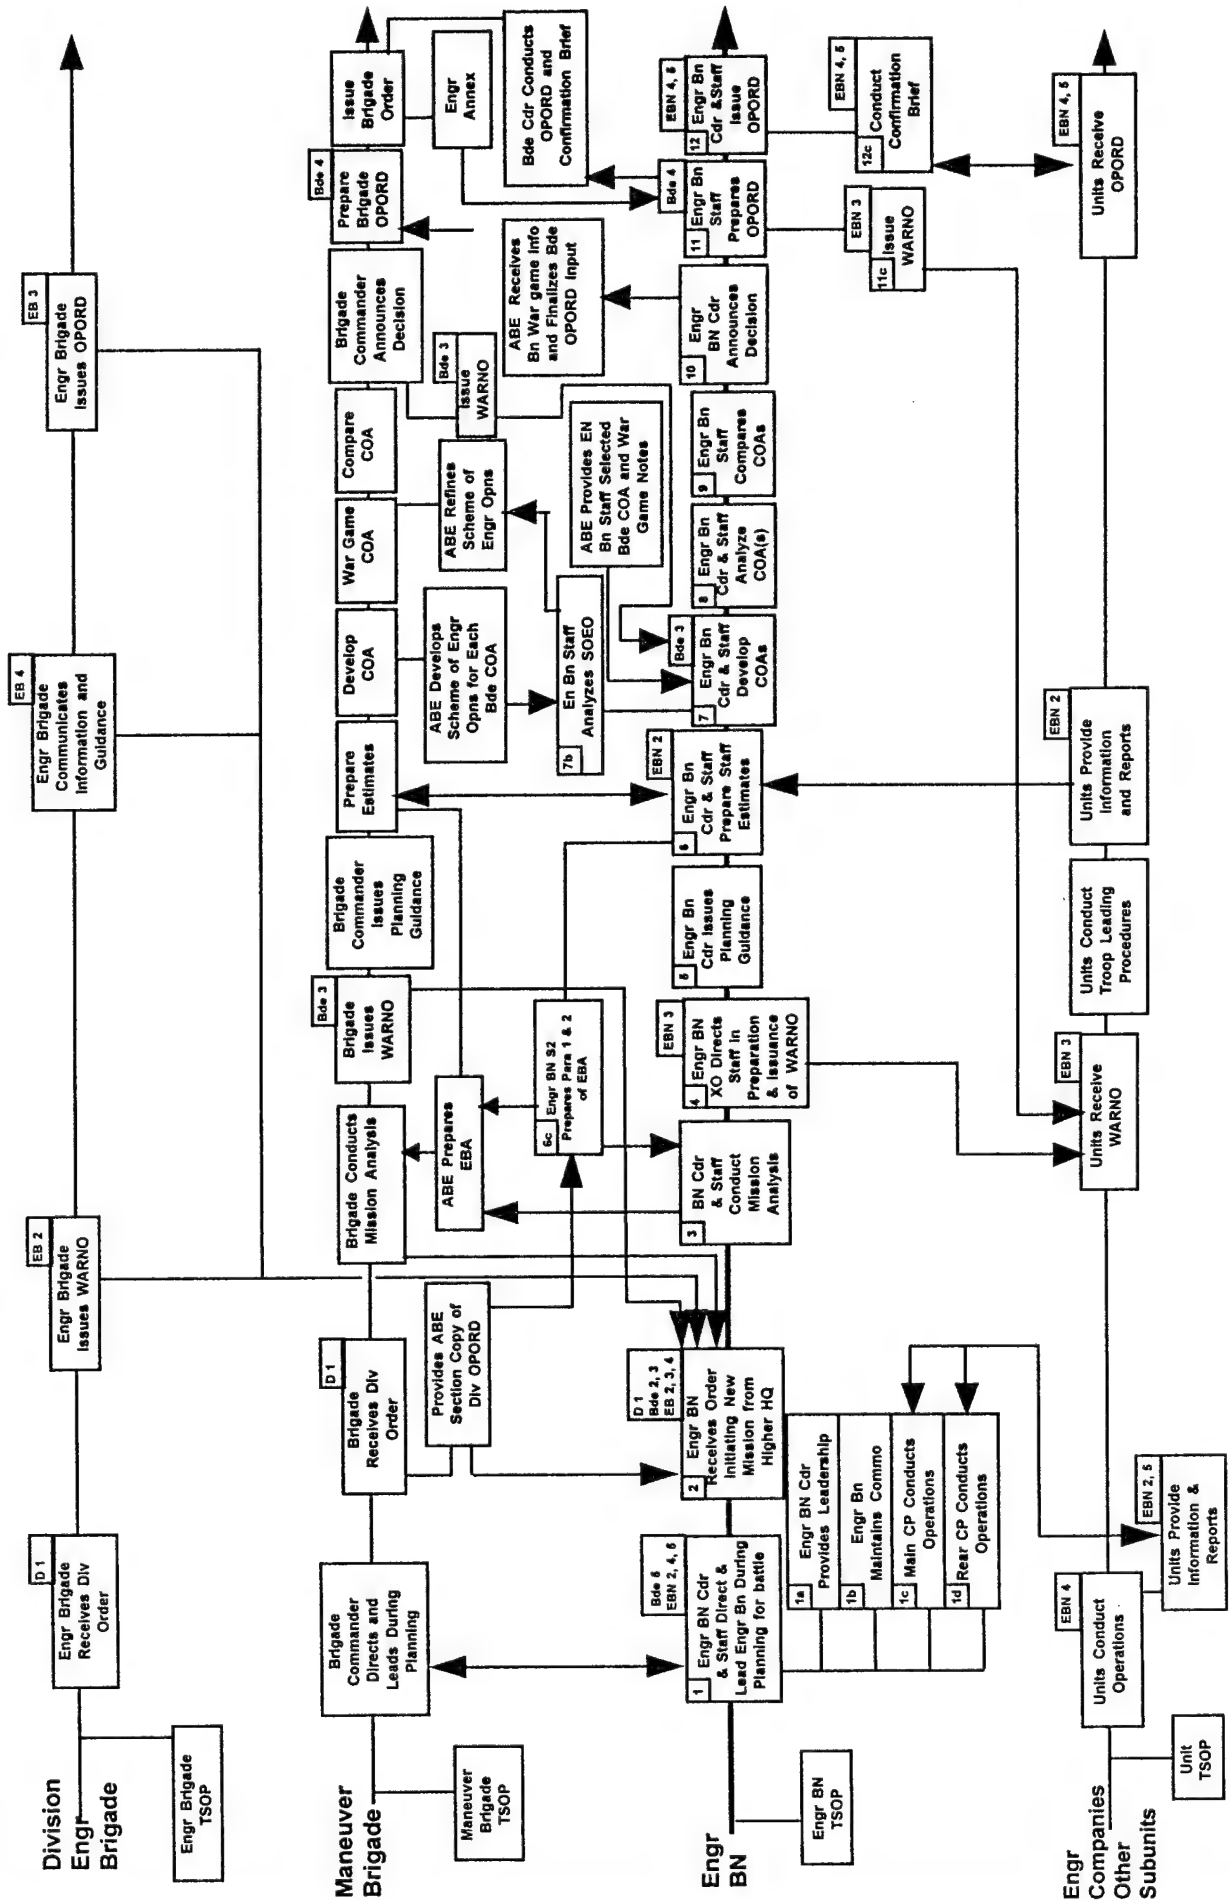 Division
Engr
Brigade
Engr Brigade
TSOP
D 1
Engr Brigade
Receives Div
Order
EB 2
Engr Brigade
Issues WARNO
EB 4
Engr Brigade
Communicates
Information and
Guidance
EB 3
Engr Brigade
Issues OPORD
Maneuver
Brigade
Maneuver
Brigade
TSOP
Brigade
Commander
Directs and
Leads During
Planning
D 1
Brigade
Receives Div
Order
Provides ABE
Section Copy of
Div OPORD
Brigade Conducts
Mission Analysis
ABE Prepares
EBA
Bde 3
Brigade
Issues
WARNO
Brigade
Commander
Issues
Planning
Guidance
Prepare
Estimates
Develop
COA
ABE Develops
Scheme of Engr
Opns for Each
Bde COA
War Game
COA
ABE Refines
Scheme of
Engr Opns
Compare
COA
Bde 3
Issue
WARNO
Brigade
Commander
Announces
Decision
Bde 4
Prepare
Brigade
OPORD
Issue
Brigade
Order
Engr
Annex
Bde Cdr Conducts
OPORD and
Confirmation Brief
6c
Engr BN S2
Prepares Para 1 & 2
of EBA
7b
En Bn Staff
Analyzes SOEO
ABE Provides EN
Bn Staff Selected
Bde COA and War
Game Notes
ABE Receives
Bn War game Info
and Finalizes Bde
OPORD Input
Engr
BN
Engr BN
TSOP
Bde 5
EBN 2, 4, 5
1
Engr BN Cdr
& Staff Direct &
Lead Engr Bn During
Planning for battle
1a
Engr BN Cdr
Provides Leadership
1b
Engr Bn
Maintains Commo
1c
Main CP Conducts
Operations
1d
Rear CP Conducts
Operations
D 1
Bde 2, 3
EB 2, 3, 4
2
Engr BN
Receives Order
Initiating New
Mission from
Higher HQ
3
BN Cdr
& Staff
Conduct
Mission
Analysis
EBN 3
4
Engr BN
XO Directs
Staff in
Preparation
& Issuance
of WARNO
5
Engr Bn
Cdr Issues
Planning
Guidance
EBN 2
6
Engr Bn
Cdr & Staff
Prepare Staff
Estimates
Bde 3
7
Engr Bn
Cdr & Staff
Develop
COAs
8
Engr Bn
Cdr & Staff
Analyze
COA(s)
9
Engr Bn
Staff
Compares
COAs
10
Engr
BN Cdr
Announces
Decision
Bde 4
11
Engr Bn
Staff
Prepares
OPORD
EBN 4, 5
12
Engr Bn
Cdr &Staff
Issue
OPORD
EBN 3
11c
Issue
WARNO
EBN 4, 5
12c
Conduct
Confirmation
Brief
Engr
Companies
Other
Subunits
Unit
TSOP
EBN 4
Units Conduct
Operations
EBN 2, 5
Units Provide
Information &
Reports
EBN 3
Units Receive
WARNO
Units Conduct
Troop Leading
Procedures
EBN 2
Units Provide
Information
and Reports
EBN 4, 5
Units Receive
OPORD